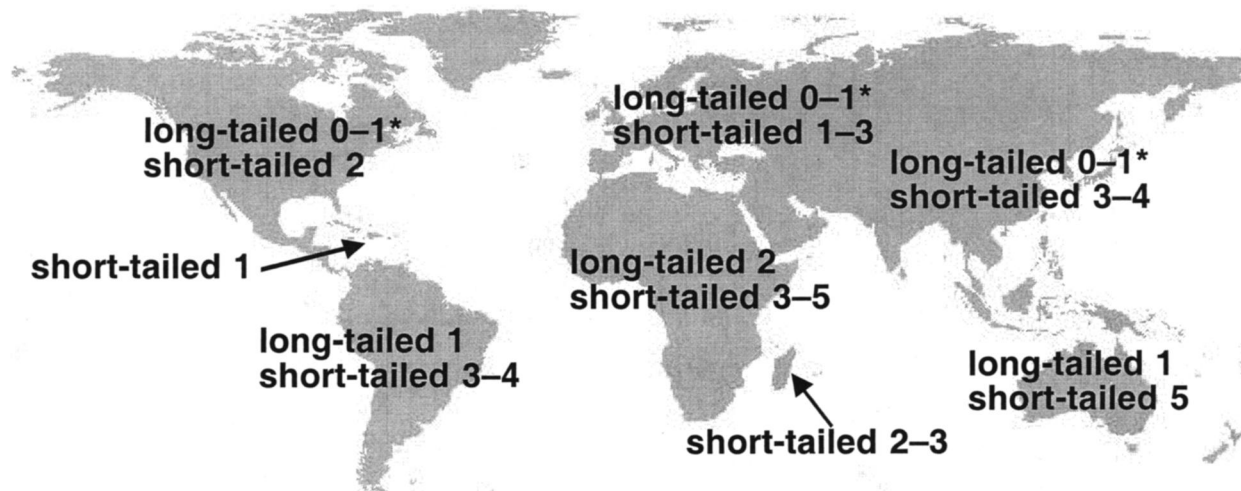 long-tailed 0–1*
short-tailed 2
long-tailed 0–1*
short-tailed 1–3
long-tailed 0–1*
short-tailed 3–4
short-tailed 1
long-tailed 2
short-tailed 3–5
long-tailed 1
short-tailed 3–4
long-tailed 1
short-tailed 5
short-tailed 2–3